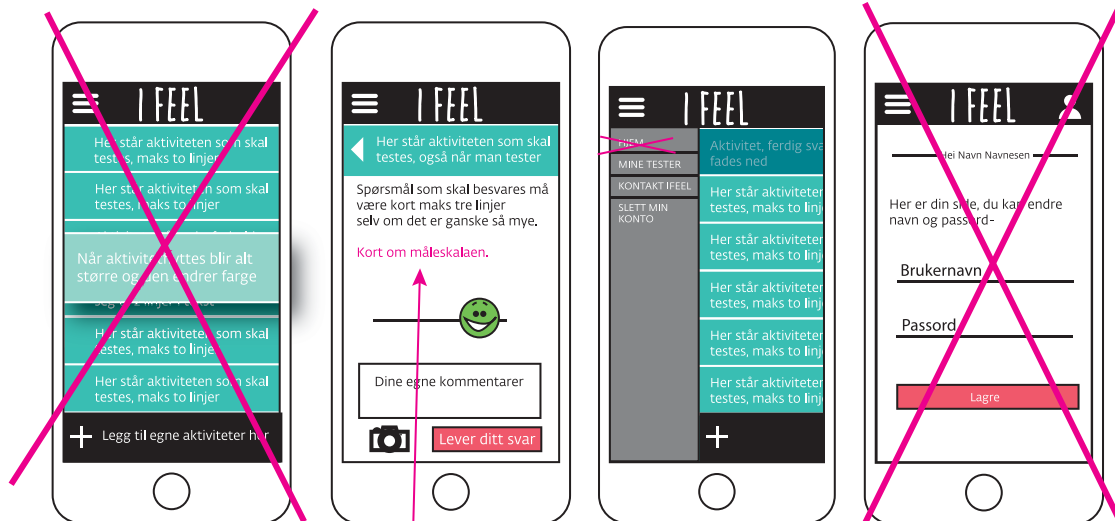 I FEEL
Her står aktiviteten som skal
testes, maks to linjer
Her står aktiviteten som skal
testes, maks to linjer
Når aktivitet flyttes blir alt
større og den endrer farge
Her står aktiviteten som skal
testes, maks to linjer
Her står aktiviteten som skal
testes, maks to linjer
+ Legg til egne aktiviteter her
I FEEL
Her står aktiviteten som skal
testes, også når man tester
Spørsmål som skal besvares må
være kort maks tre linjer
selv om det er ganske så mye.
Kort om måleskalaen.
Dine egne kommentarer
Lever ditt svar
I FEEL
HJEM
MINE TESTER
KONTAKT IFEEL
SLETT MIN
KONTO
Aktivitet, ferdig sva
fades ned
Her står aktiviteten
testes, maks to linj
Her står aktiviteten
testes, maks to linj
Her står aktiviteten
testes, maks to linj
Her står aktiviteten
testes, maks to linj
Her står aktiviteten
testes, maks to linj
+
I FEEL
Hei Navn Navnesen
Her er din side, du kan endre
navn og passord-
Brukernavn
Passord
Lagre